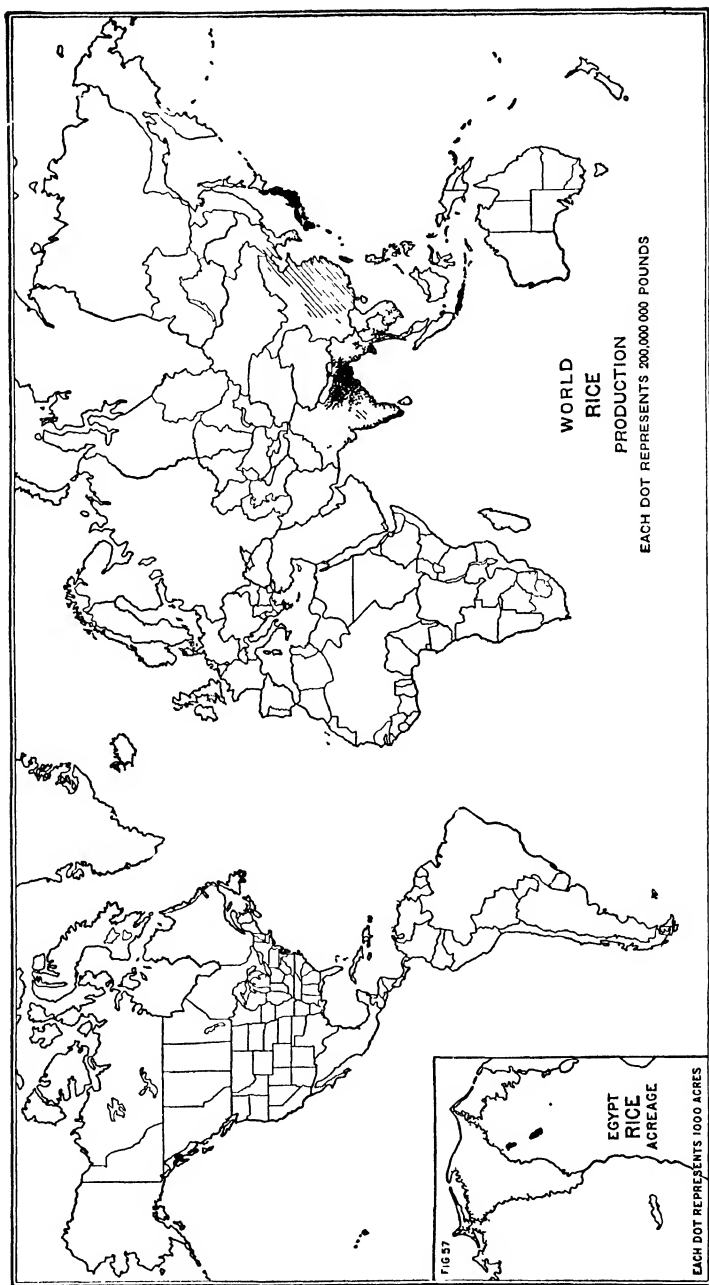 WORLD
RICE
PRODUCTION
EACH DOT REPRESENTS 200,000 000 POUNDS
FIG 57
EGYPT
RICE
ACREAGE
EACH DOT REPRESENTS 1000 ACRES